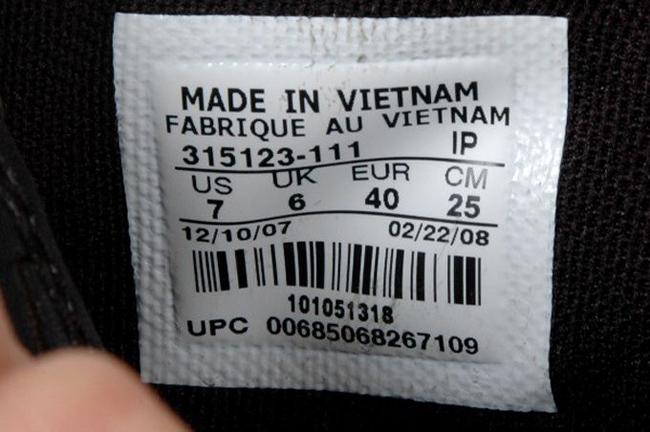 MADE IN VIETNAM
FABRIQUE AU VIETNAM
315123-111 IP
US UK EUR CM
7 6 40 25
12/10/07 02/22/08
101051318
UPC 00685068267109